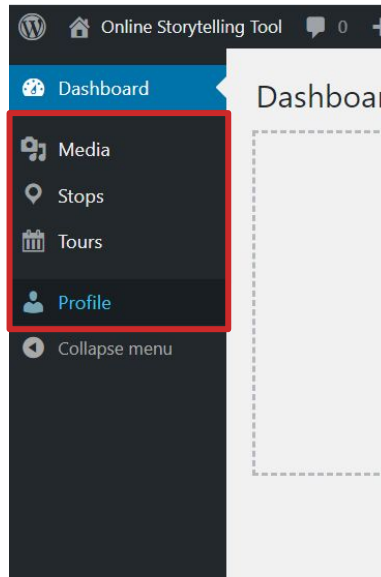 Online Storytelling Tool 0
Dashboard
Dashboar
Media
Stops
Tours
Profile
Collapse menu